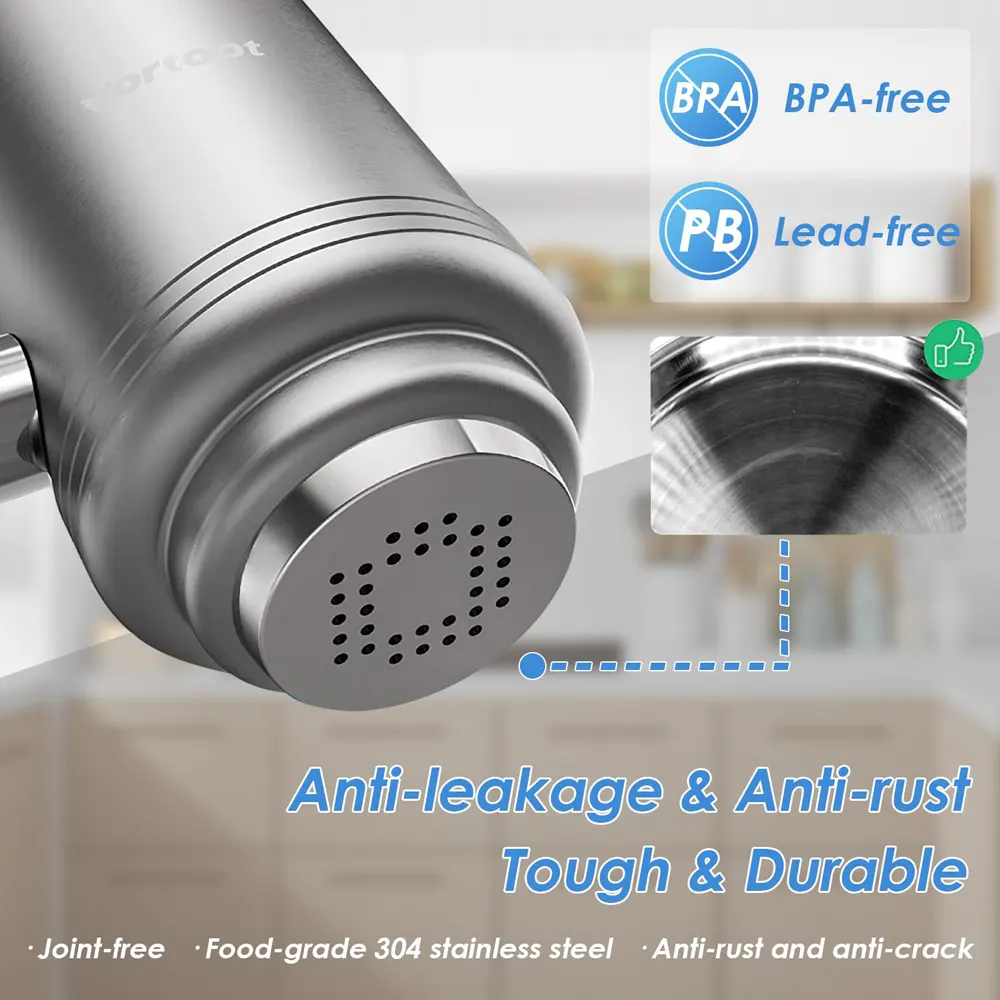 BPA
BPA-free
PB
Lead-free
Anti-leakage & Anti-rust
Tough & Durable
· Joint-free · Food-grade 304 stainless steel · Anti-rust and anti-crack